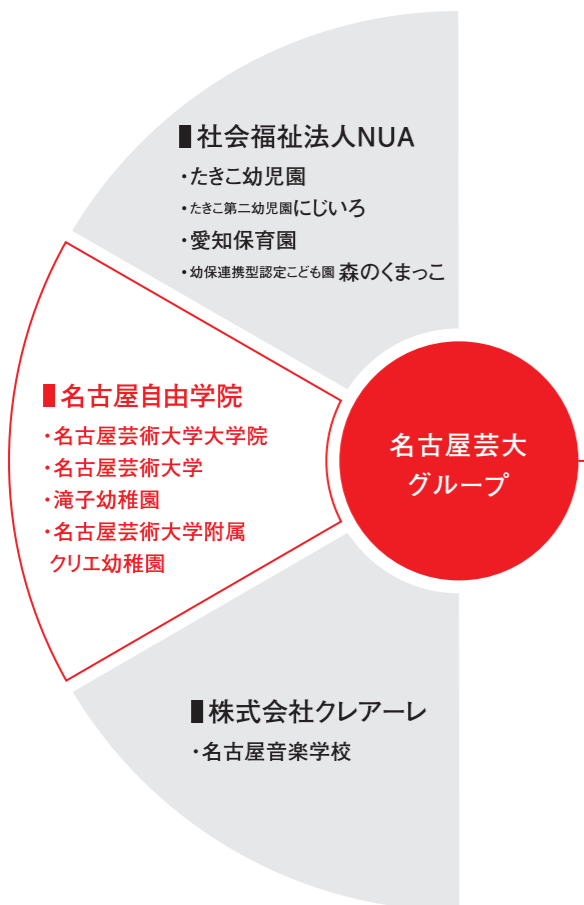 ■社会福祉法人NUA
・たきこ幼児園
・たきこ第二幼児園にじいろ
・愛知保育園
・幼保連携型認定こども園 森のくまっこ
■名古屋自由学院
・名古屋芸術大学大学院
・名古屋芸術大学
・滝子幼稚園
・名古屋芸術大学附属
クリエ幼稚園
名古屋芸大
グループ
■株式会社クレアーレ
・名古屋音楽学校